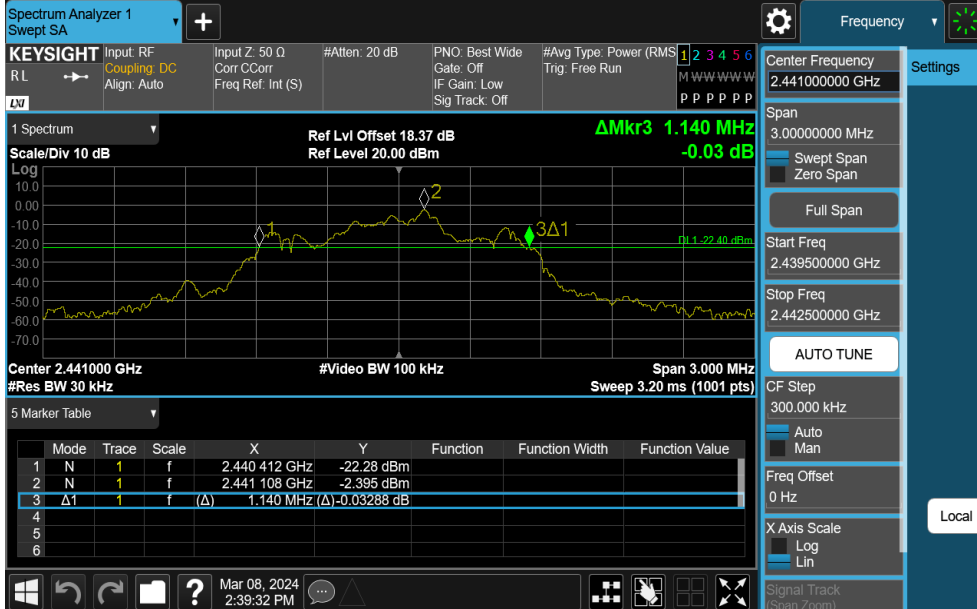 Spectrum Analyzer 1
Swept SA
Frequency
KEYSIGHT
R L
LXI
Input: RF
Coupling: DC
Align: Auto
Input Z: 50 Ω
Corr CCorr
Freq Ref: Int (S)
#Atten: 20 dB
PNO: Best Wide
Gate: Off
IF Gain: Low
Sig Track: Off
#Avg Type: Power (RMS
Trig: Free Run
1 2 3 4 5 6
M W W W W W
P P P P P P
Center Frequency
2.441000000 GHz
Settings
Span
3.00000000 MHz
Swept Span
Zero Span
Full Span
Start Freq
2.439500000 GHz
Stop Freq
2.442500000 GHz
AUTO TUNE
CF Step
300.000 kHz
Auto
Man
Freq Offset
0 Hz
X Axis Scale
Log
Lin
Signal Track
(Span Zoom)
Local
1 Spectrum
Scale/Div 10 dB
Ref Lvl Offset 18.37 dB
Ref Level 20.00 dBm
ΔMkr3 1.140 MHz
-0.03 dB
Log
10.0
0.00
-10.0
-20.0
-30.0
-40.0
-50.0
-60.0
-70.0
1
2
3Δ1
DL1 -22.40 dBm
Center 2.441000 GHz
#Res BW 30 kHz
#Video BW 100 kHz
Span 3.000 MHz
Sweep 3.20 ms (1001 pts)
5 Marker Table
Mode Trace Scale X Y Function Function Width Function Value
1 N 1 f 2.440 412 GHz -22.28 dBm
2 N 1 f 2.441 108 GHz -2.395 dBm
3 Δ1 1 f (Δ) 1.140 MHz (Δ) -0.03288 dB
4
5
6
?
Mar 08, 2024
2:39:32 PM